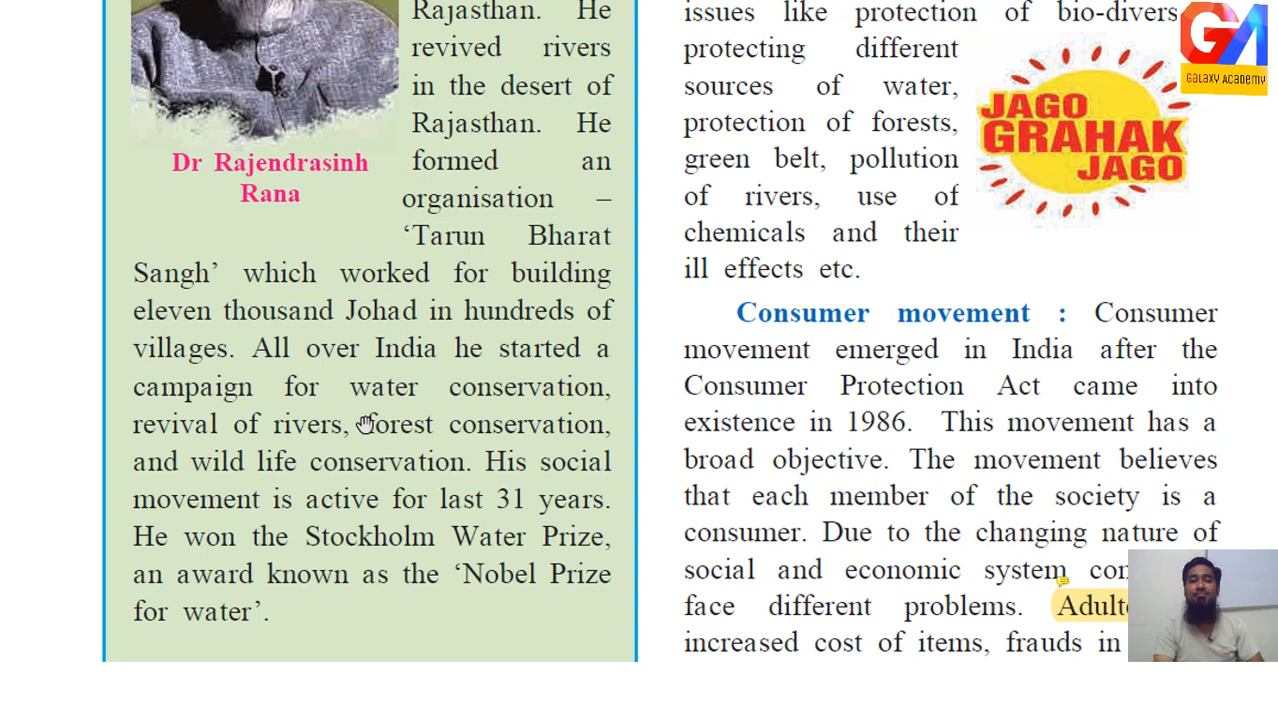 Rajasthan. He
revived rivers
in the desert of
Rajasthan. He
formed an
organisation –
‘Tarun Bharat
Sangh’ which worked for building
eleven thousand Johad in hundreds of
villages. All over India he started a
campaign for water conservation,
revival of rivers, forest conservation,
and wild life conservation. His social
movement is active for last 31 years.
He won the Stockholm Water Prize,
an award known as the ‘Nobel Prize
for water’.
Dr Rajendrasinh
Rana
issues like protection of
protecting different
sources of water,
protection of forests,
green belt, pollution
of rivers, use of
chemicals and their
ill effects etc.
JAGO
GRAHAK
JAGO
GA
GALAXY ACADEMY
Consumer movement : Consumer
movement emerged in India after the
Consumer Protection Act came into
existence in 1986. This movement has a
broad objective. The movement believes
that each member of the society is a
consumer. Due to the changing nature of
social and economic system
face different problems.
increased cost of items, frauds in